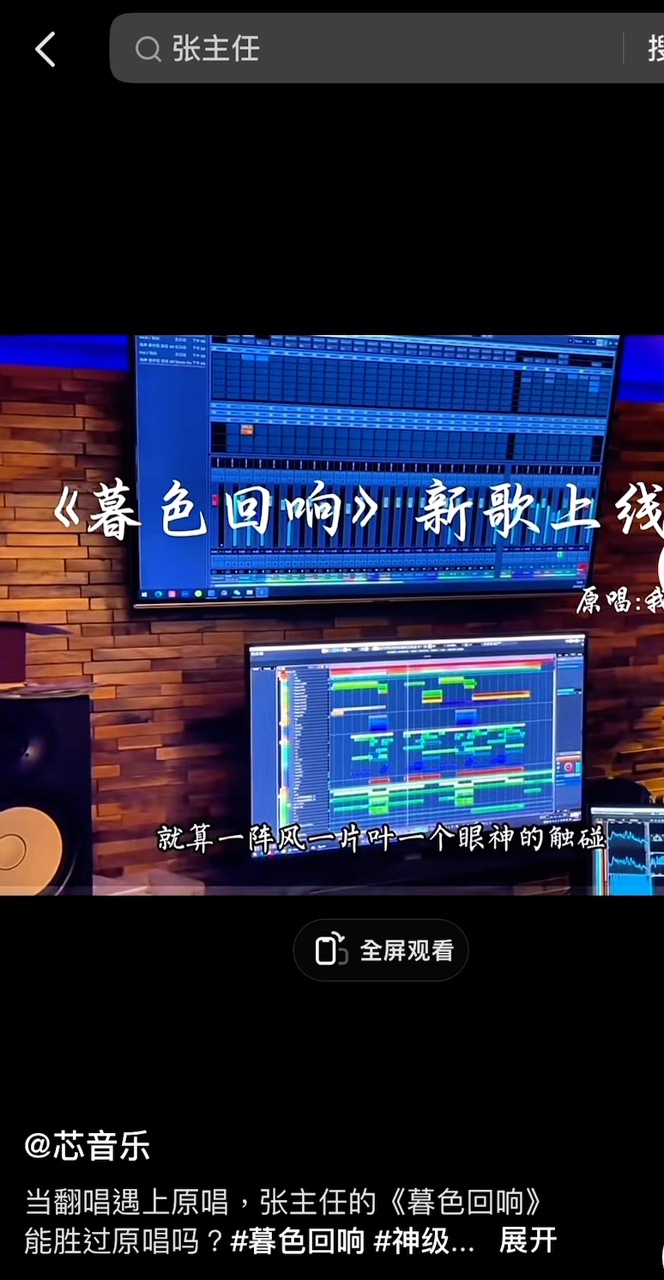 张主任
《暮色回响》新歌上线
原唱:
就算一阵风一片叶一个眼神的触碰
全屏观看
@芯音乐
当翻唱遇上原唱，张主任的《暮色回响》
能胜过原唱吗？#暮色回响 #神级... 展开